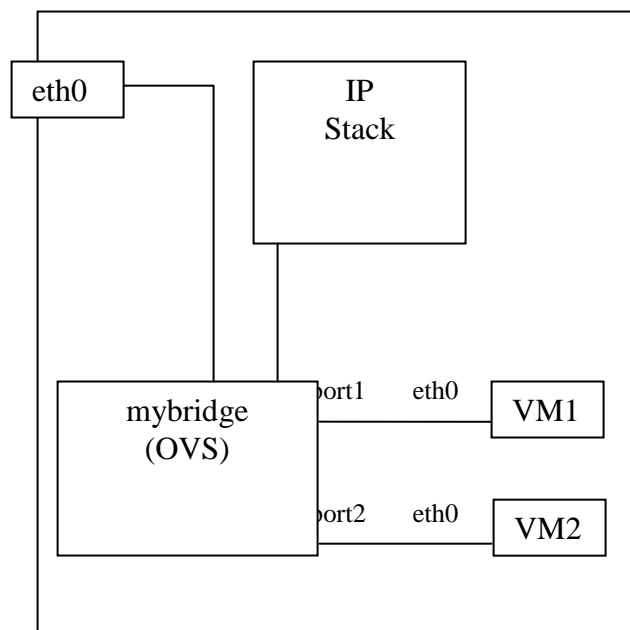 eth0
IP
Stack
port1 eth0
mybridge
(OVS)
VM1
port2 eth0
VM2